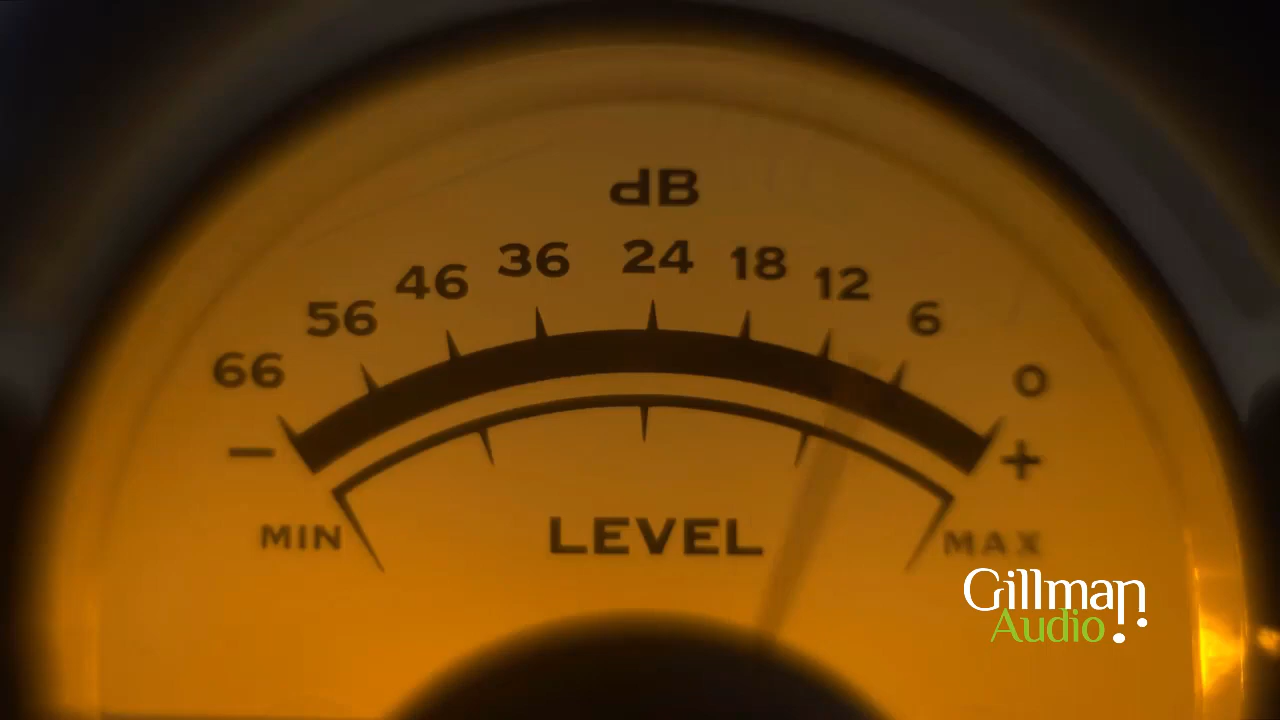 dB
66 56 46 36 24 18 12 6 0
− +
MIN LEVEL MAX
Gillman
Audio